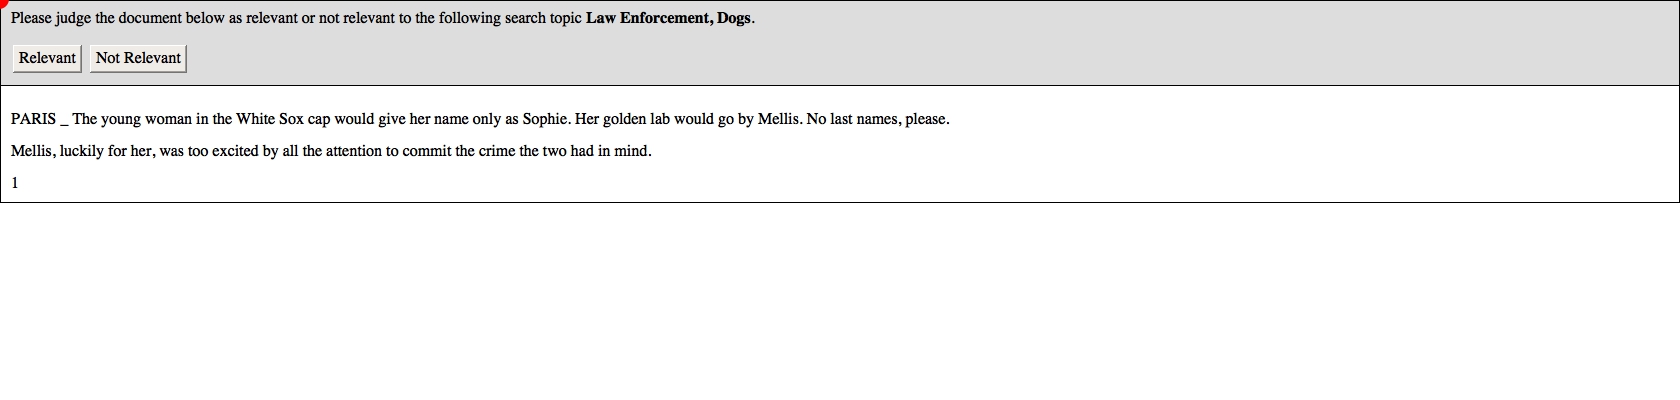 Please judge the document below as relevant or not relevant to the following search topic Law Enforcement, Dogs.
Relevant Not Relevant
PARIS _ The young woman in the White Sox cap would give her name only as Sophie. Her golden lab would go by Mellis. No last names, please.
Mellis, luckily for her, was too excited by all the attention to commit the crime the two had in mind.
1